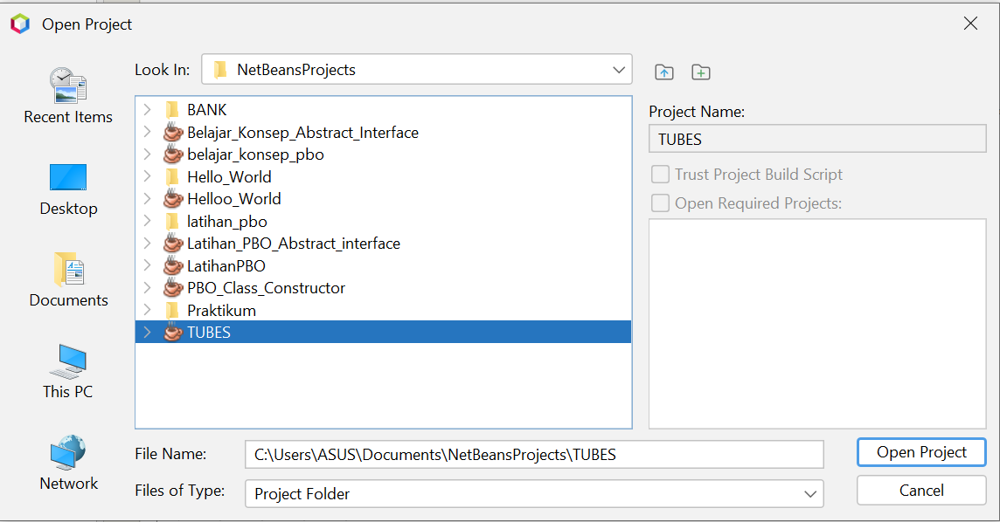 Open Project
Look In: NetBeansProjects
Recent Items
Desktop
Documents
This PC
Network
BANK
Belajar_Konsep_Abstract_Interface
belajar_konsep_pbo
Hello_World
Helloo_World
latihan_pbo
Latihan_PBO_Abstract_interface
LatihanPBO
PBO_Class_Constructor
Praktikum
TUBES
Project Name:
TUBES
Trust Project Build Script
Open Required Projects:
File Name: C:\Users\ASUS\Documents\NetBeansProjects\TUBES
Files of Type: Project Folder
Open Project
Cancel